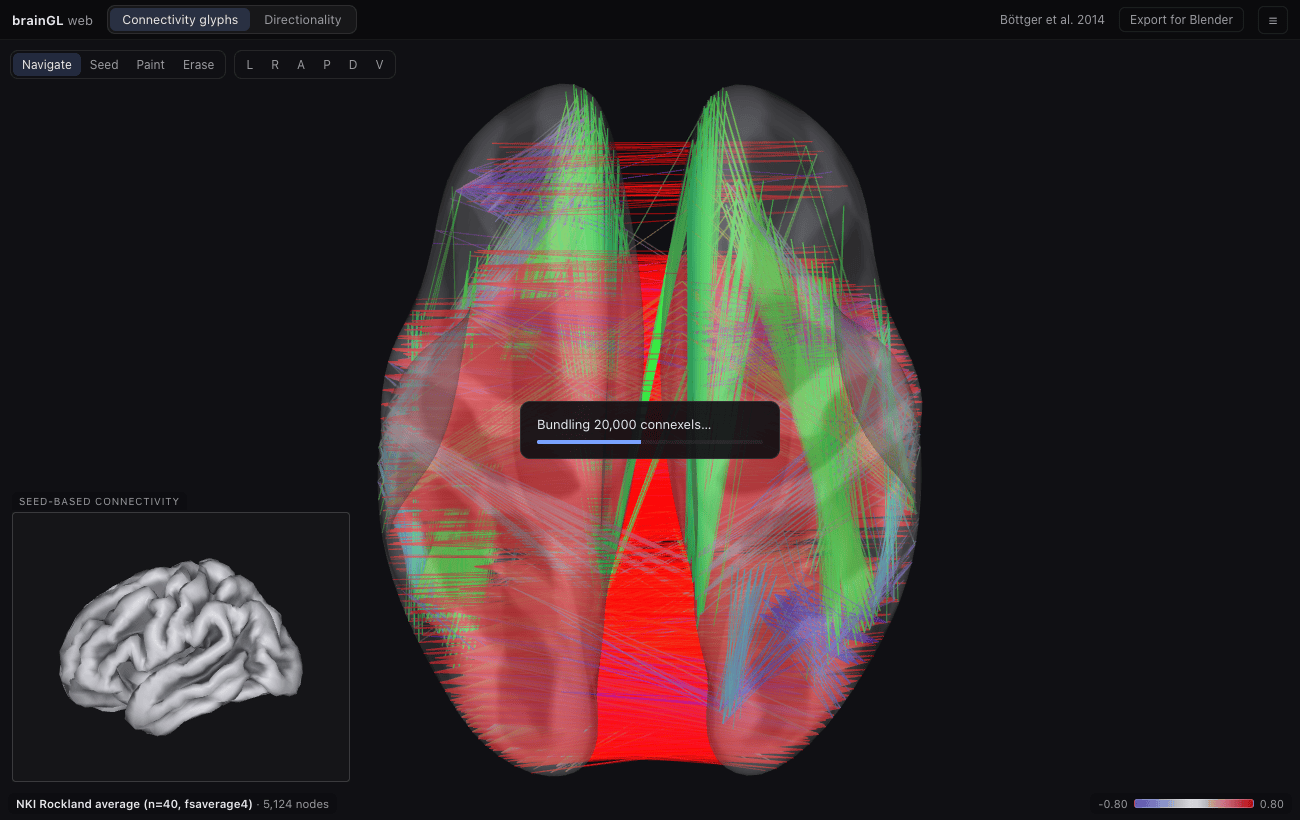 brainGL web
Connectivity glyphs
Directionality
Böttger et al. 2014
Export for Blender
Navigate
Seed
Paint
Erase
L R A P D V
Bundling 20,000 connexels...
SEED-BASED CONNECTIVITY
NKI Rockland average (n=40, fsaverage4) · 5,124 nodes
-0.80
0.80